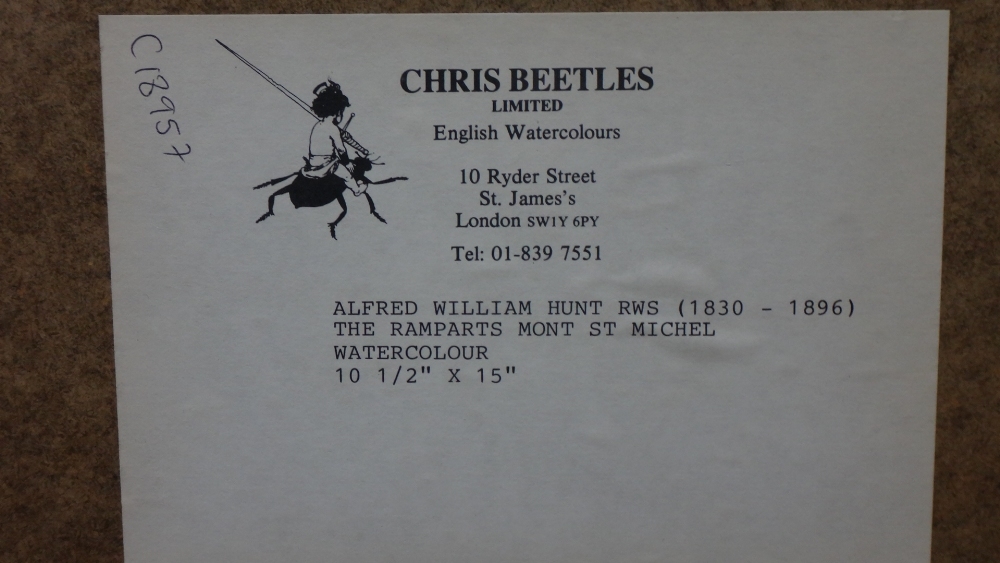 C18957
CHRIS BEETLES
LIMITED
English Watercolours
10 Ryder Street
St. James's
London SW1Y 6PY
Tel: 01-839 7551
ALFRED WILLIAM HUNT RWS (1830 - 1896)
THE RAMPARTS MONT ST MICHEL
WATERCOLOUR
10 1/2" X 15"